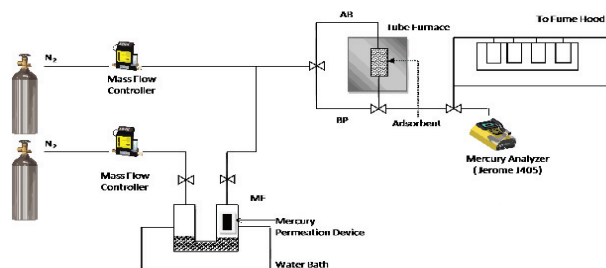 AB
Tube Furnace
To Fume Hood
N₂
Mass Flow
Controller
BP
Adsorbent
Mercury Analyzer
(Jerome J405)
N₂
Mass Flow
Controller
Mercury
Permeation Device
Water Bath